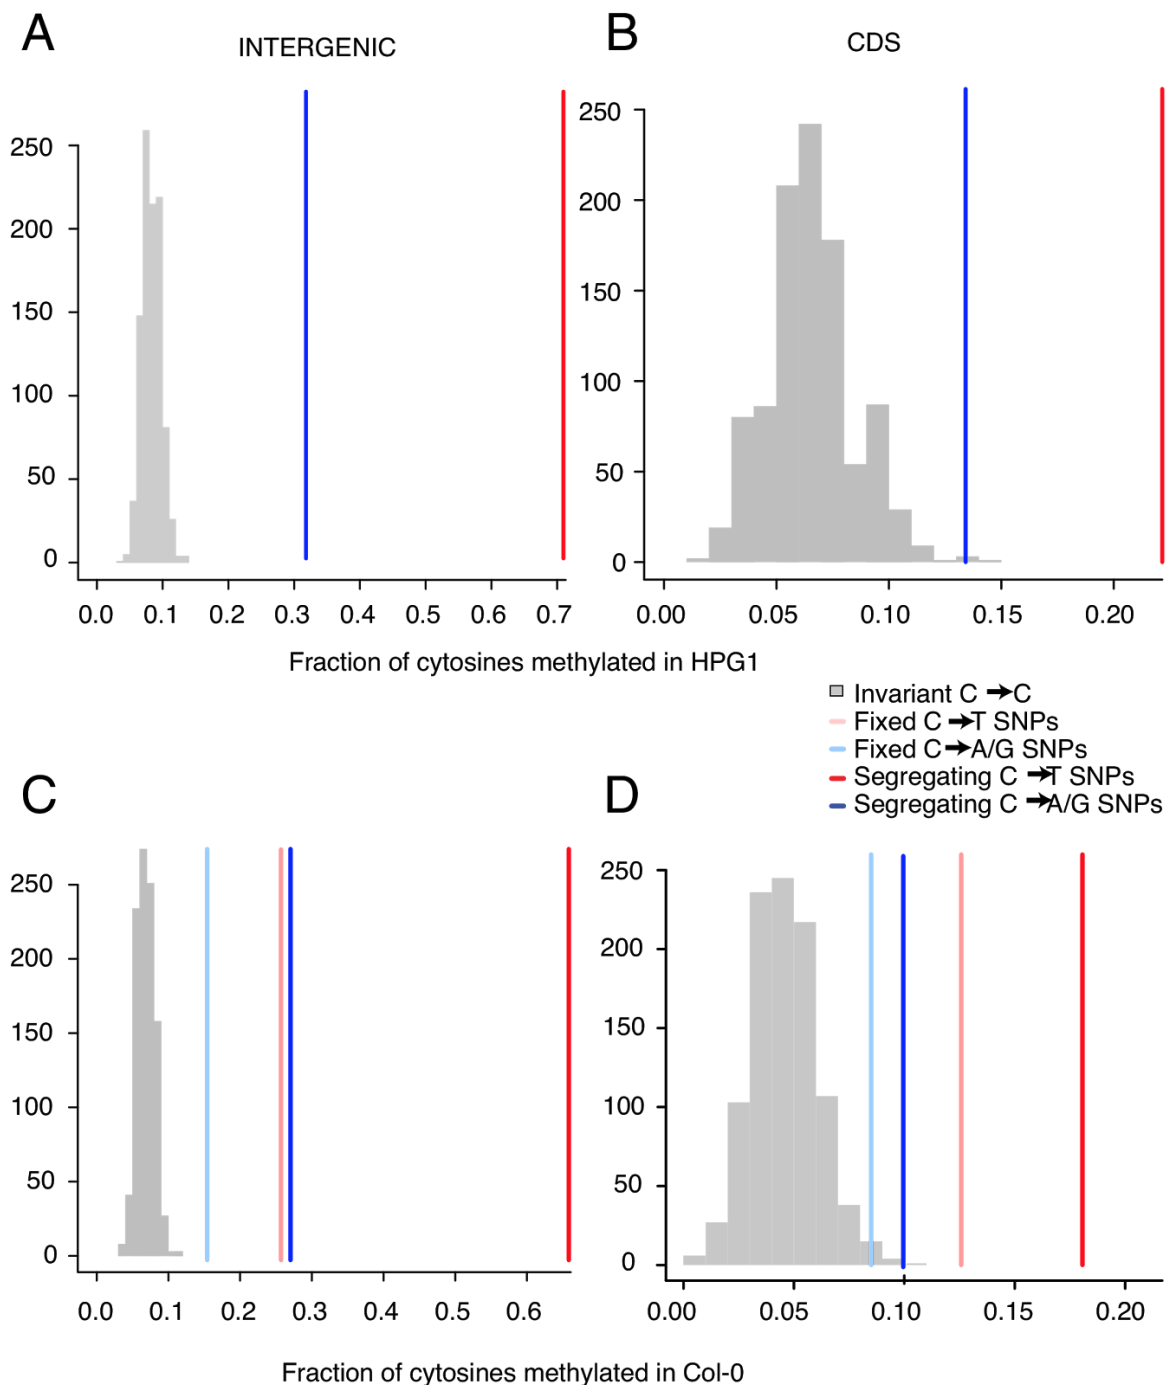 A
INTERGENIC
250
200
150
100
50
0
0.0 0.1 0.2 0.3 0.4 0.5 0.6 0.7
B
CDS
250
200
150
100
50
0
0.00 0.05 0.10 0.15 0.20
Fraction of cytosines methylated in HPG1
Invariant C → C
Fixed C → T SNPs
Fixed C → A/G SNPs
Segregating C → T SNPs
Segregating C → A/G SNPs
C
250
200
150
100
50
0
0.0 0.1 0.2 0.3 0.4 0.5 0.6
D
250
200
150
100
50
0
0.00 0.05 0.10 0.15 0.20
Fraction of cytosines methylated in Col-0